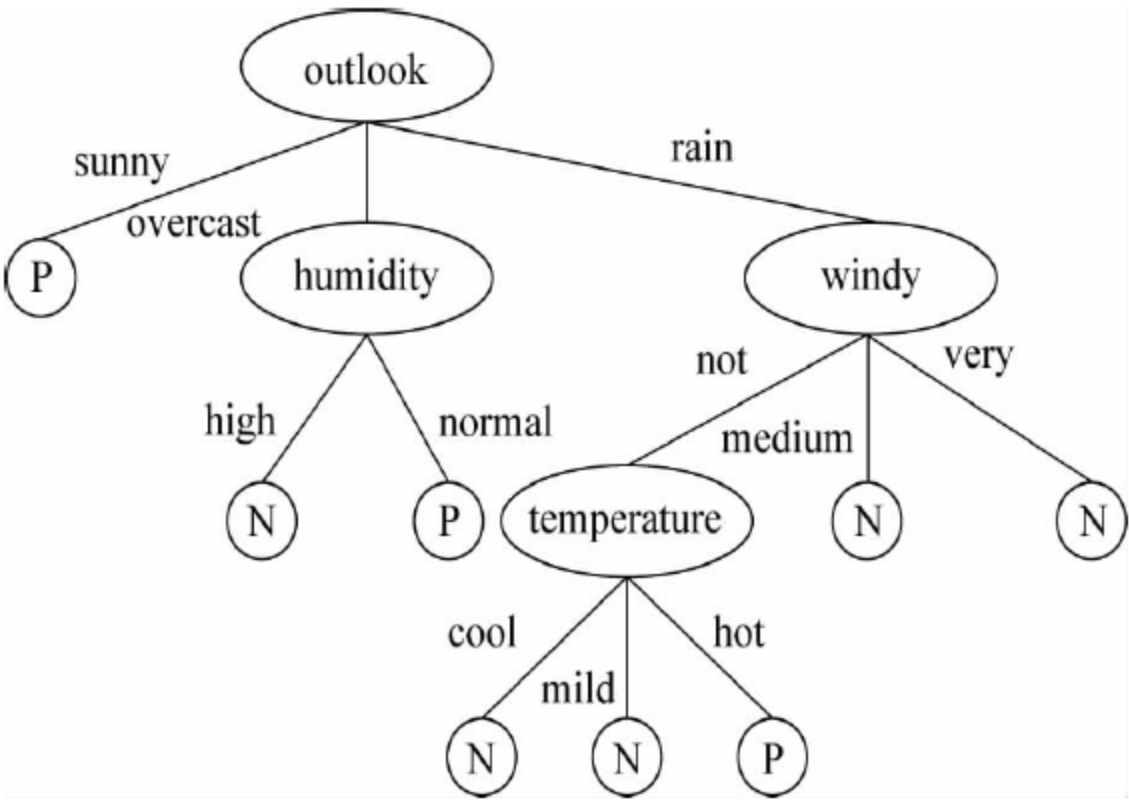 outlook
sunny
overcast
rain
P
humidity
windy
high
normal
not
medium
very
N
P
temperature
N
N
cool
mild
hot
N
N
P